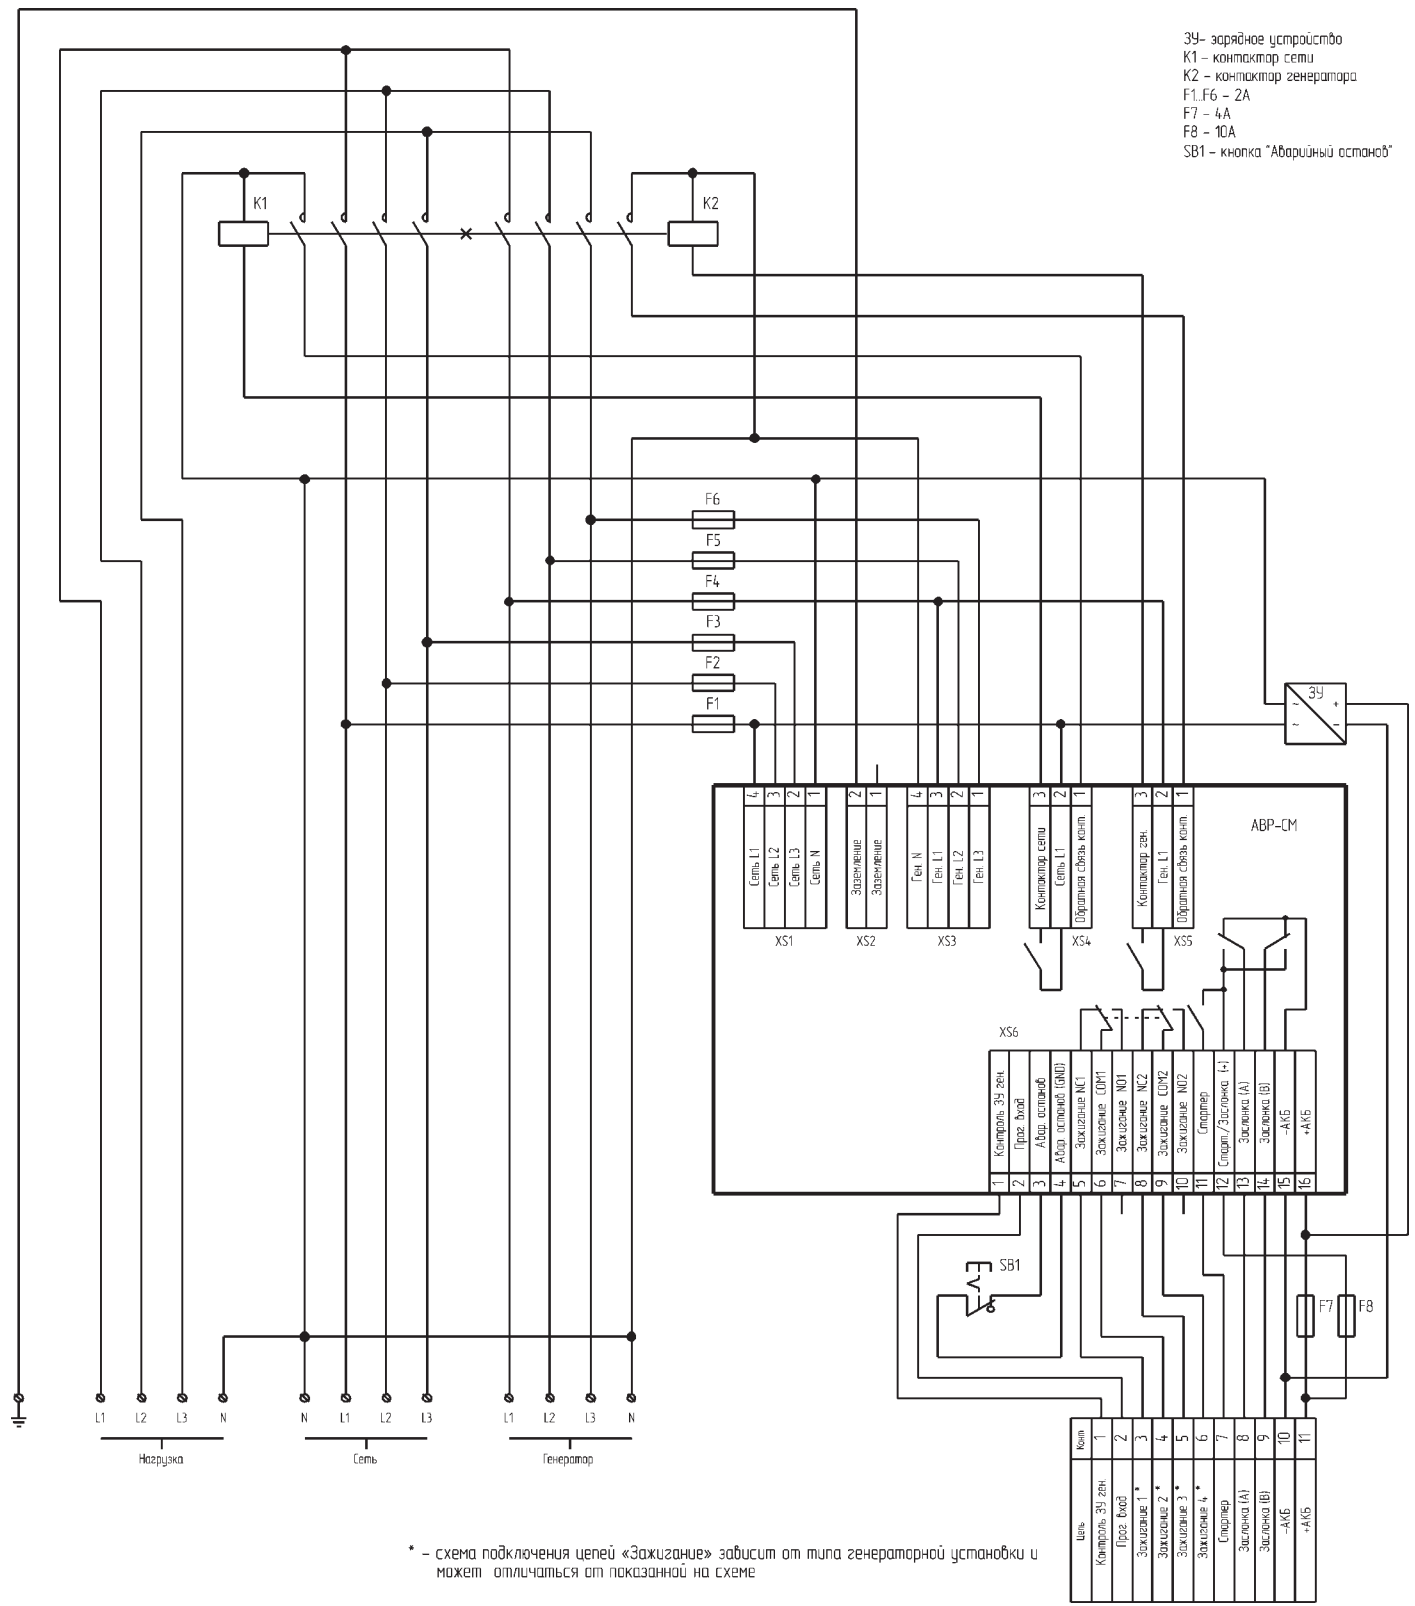 ЗУ- зарядное устройство
К1 - контактор сети
К2 - контактор генератора
F1...F6 - 2А
F7 - 4А
F8 - 10А
SB1 - кнопка "Аварийный останов"
К1
К2
F6
F5
F4
F3
F2
F1
ЗУ
~ +
~ -
АВР-СМ
4 3 2 1
2 1
4 3 2 1
3 2 1
3 2 1
Сеть L1
Сеть L2
Сеть L3
Сеть N
Заземление
Заземление
Ген. N
Ген. L1
Ген. L2
Ген. L3
Контактор сети
Сеть L1
Обратная связь конт.
Контактор ген.
Ген. L1
Обратная связь конт.
XS1
XS2
XS3
XS4
XS5
XS6
Контроль ЗУ ген.
Прог. вход
Авар. останов
Авар. останов (GND)
Зажигание NC1
Зажигание COM1
Зажигание NO1
Зажигание NC2
Зажигание COM2
Зажигание NO2
Стартер
Старт./Заслонка (+)
Заслонка (А)
Заслонка (В)
-АКБ
+АКБ
1 2 3 4 5 6 7 8 9 10 11 12 13 14 15 16
SB1
F7
F8
L1 L2 L3 N
N L1 L2 L3
L1 L2 L3 N
Нагрузка
Сеть
Генератор
Конт
1 2 3 4 5 6 7 8 9 10 11
Цепь
Контроль ЗУ ген.
Прог. вход
Зажигание 1 *
Зажигание 2 *
Зажигание 3 *
Зажигание 4 *
Стартер
Заслонка (А)
Заслонка (В)
-АКБ
+АКБ
* - схема подключения цепей «Зажигание» зависит от типа генераторной установки и
может отличаться от показанной на схеме